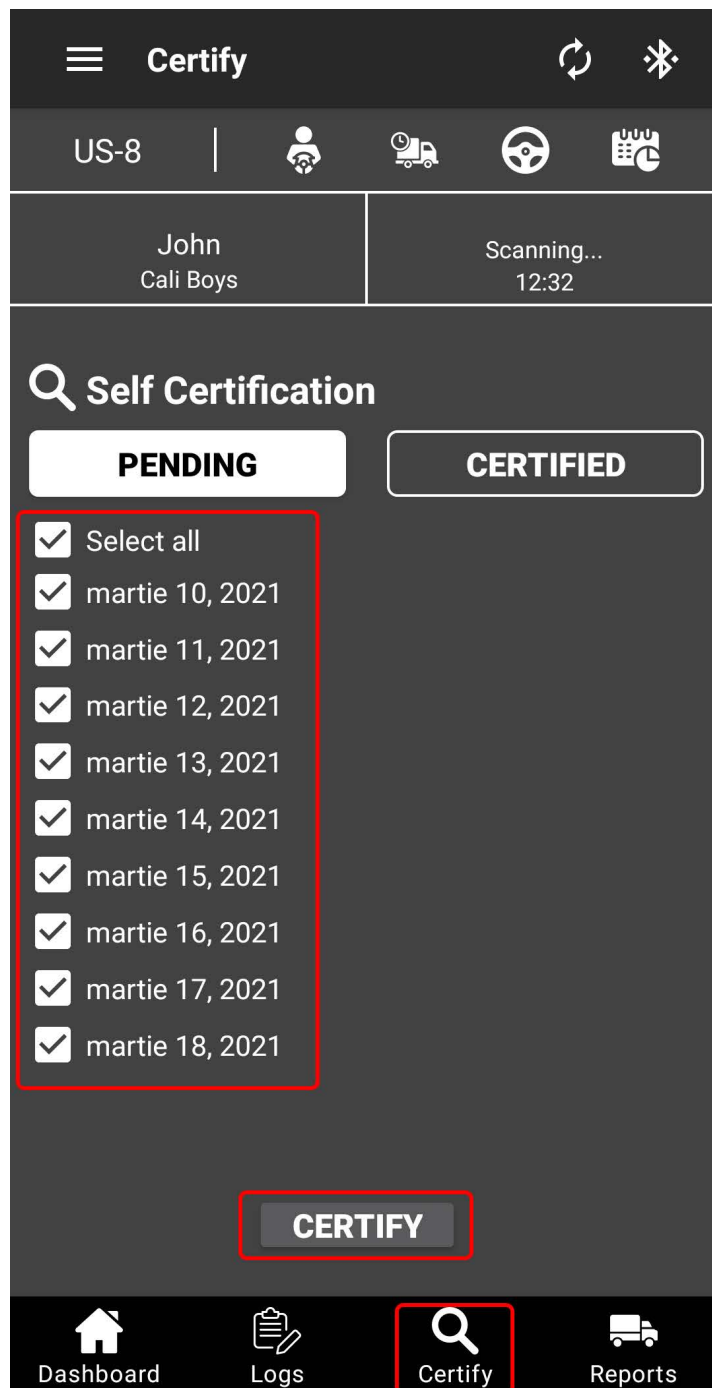 Certify
US-8
John
Cali Boys
Scanning...
12:32
Self Certification
PENDING
CERTIFIED
Select all
martie 10, 2021
martie 11, 2021
martie 12, 2021
martie 13, 2021
martie 14, 2021
martie 15, 2021
martie 16, 2021
martie 17, 2021
martie 18, 2021
CERTIFY
Dashboard
Logs
Certify
Reports